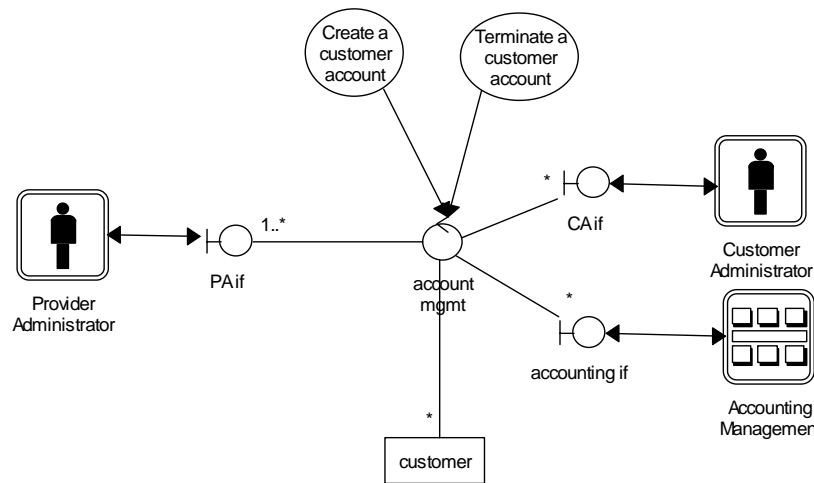 Create a
customer
account
Terminate a
customer
account
*
CA if
Customer
Administrator
1..*
PA if
Provider
Administrator
account
mgmt
*
accounting if
Accounting
Managemen
*
customer